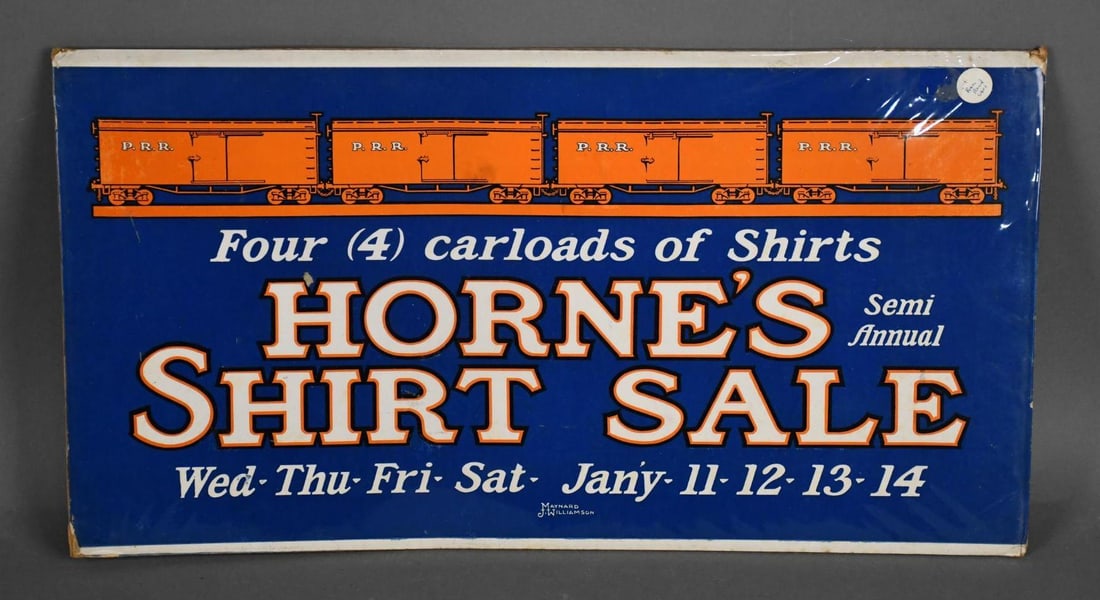 P. R. R. P. R. R. P. R. R. P. R. R.
Four (4) carloads of Shirts
HORNE'S
Semi
Annual
SHIRT SALE
Wed - Thu - Fri - Sat - Jan'y - 11 - 12 - 13 - 14
MAYNARD
J. WILLIAMSON